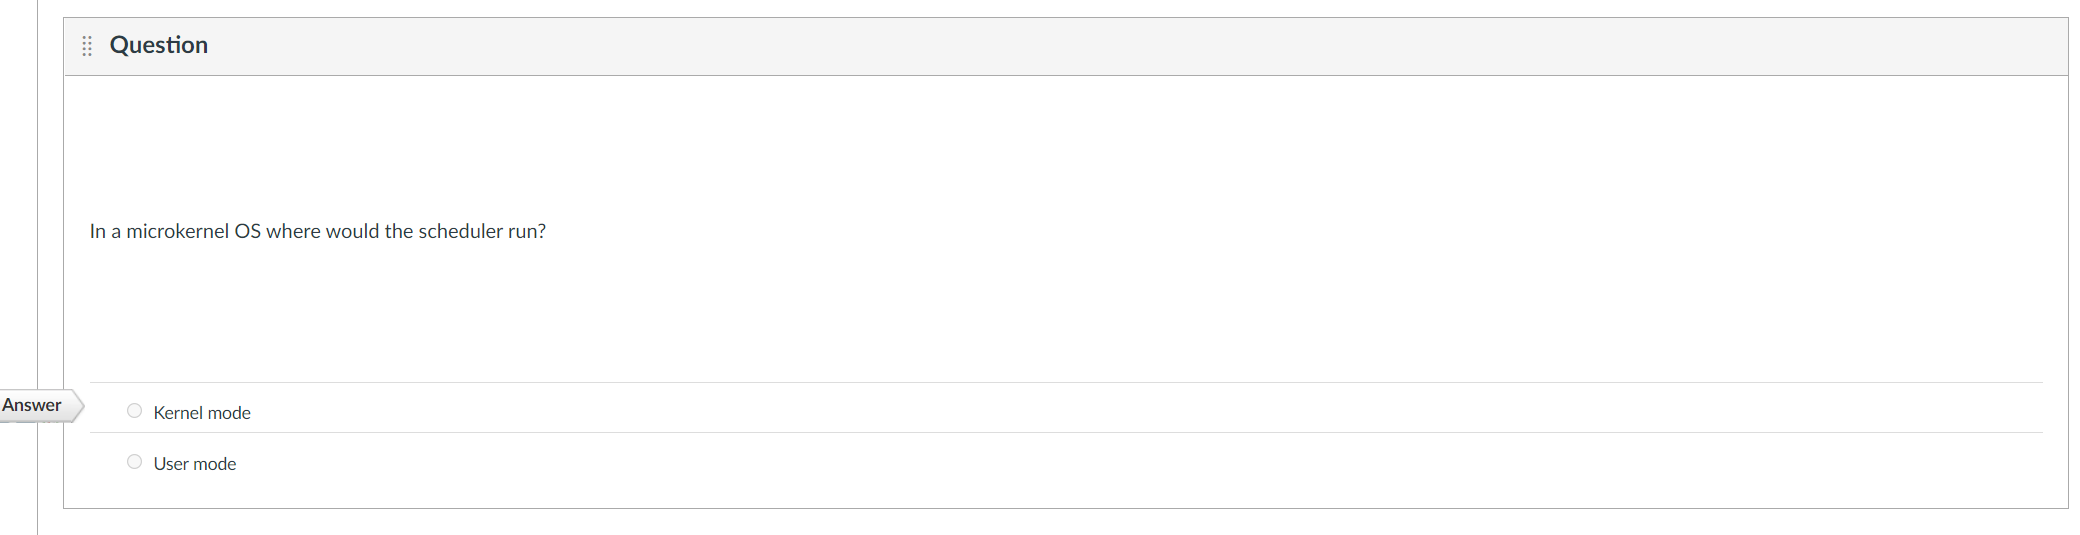 Question
In a microkernel OS where would the scheduler run?
Answer
Kernel mode
User mode